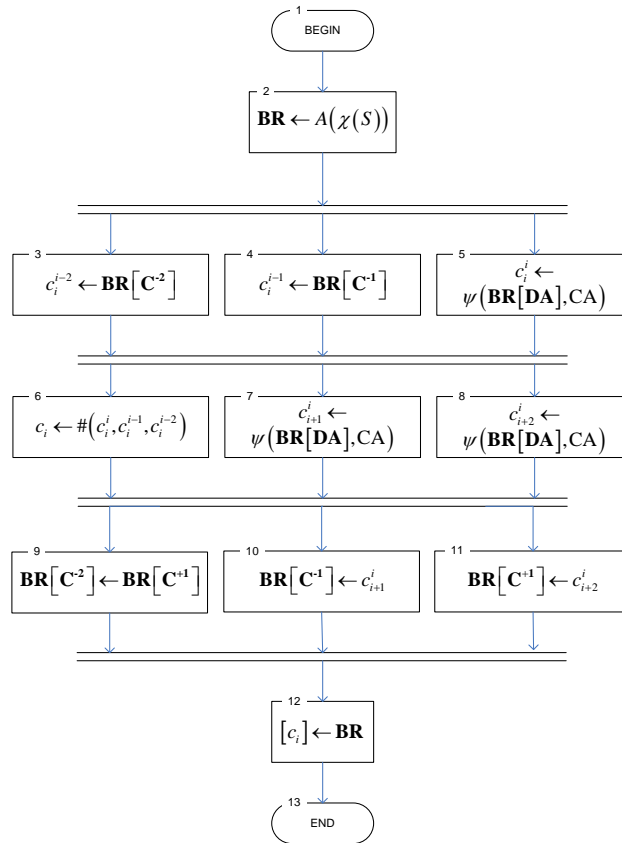 1
BEGIN
2
BR ← A(χ(S))
3
4
5
c_i^{i-2} ← BR[C^{-2}]
c_i^{i-1} ← BR[C^{-1}]
c_i^i ←
ψ(BR[DA],CA)
6
7
8
c_i ← #(c_i^i, c_i^{i-1}, c_i^{i-2})
c_{i+1}^i ←
ψ(BR[DA],CA)
c_{i+2}^i ←
ψ(BR[DA],CA)
9
10
11
BR[C^{-2}] ← BR[C^{+1}]
BR[C^{-1}] ← c_{i+1}^i
BR[C^{+1}] ← c_{i+2}^i
12
[c_i] ← BR
13
END